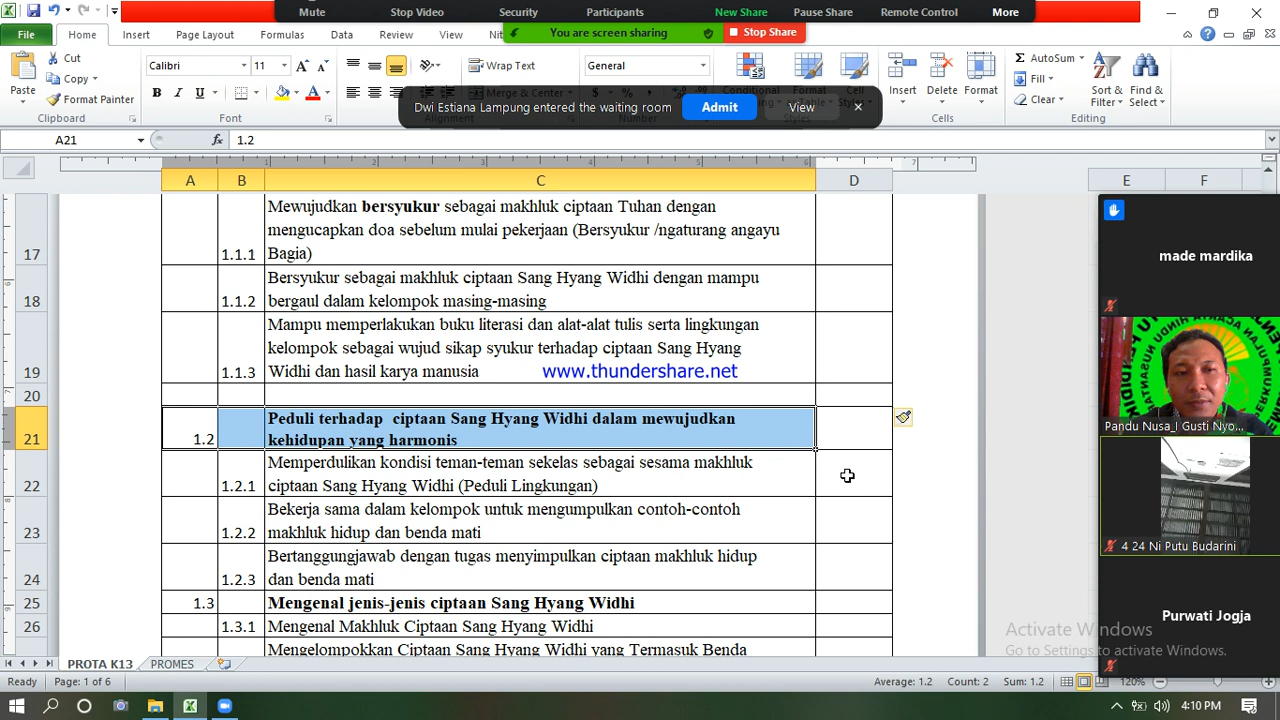 Mute Stop Video Security Participants New Share Pause Share Remote Control More
You are screen sharing Stop Share
File Home Insert Page Layout Formulas Data Review View
Cut
Copy
Format Painter
Paste
Clipboard
Calibri 11
B I U
Font
Wrap Text
Merge & Center
Alignment
General
Number
Conditional
Styles
Insert Delete Format
Cells
AutoSum
Fill
Clear
Sort & Filter
Find & Select
Editing
Dwi Estiana Lampung entered the waiting room Admit View
A21 fx 1.2
1 2 3 4 5 6 7
A B C D E F
17 1.1.1 Mewujudkan bersyukur sebagai makhluk ciptaan Tuhan dengan
mengucapkan doa sebelum mulai pekerjaan (Bersyukur /ngaturang angayu
Bagia)
18 1.1.2 Bersyukur sebagai makhluk ciptaan Sang Hyang Widhi dengan mampu
bergaul dalam kelompok masing-masing
19 1.1.3 Mampu memperlakukan buku literasi dan alat-alat tulis serta lingkungan
kelompok sebagai wujud sikap syukur terhadap ciptaan Sang Hyang
Widhi dan hasil karya manusia
www.thundershare.net
20
21 1.2 Peduli terhadap ciptaan Sang Hyang Widhi dalam mewujudkan
kehidupan yang harmonis
22 1.2.1 Memperdulikan kondisi teman-teman sekelas sebagai sesama makhluk
ciptaan Sang Hyang Widhi (Peduli Lingkungan)
23 1.2.2 Bekerja sama dalam kelompok untuk mengumpulkan contoh-contoh
makhluk hidup dan benda mati
24 1.2.3 Bertanggungjawab dengan tugas menyimpulkan ciptaan makhluk hidup
dan benda mati
25 1.3 Mengenal jenis-jenis ciptaan Sang Hyang Widhi
26 1.3.1 Mengenal Makhluk Ciptaan Sang Hyang Widhi
Mengelompokkan Ciptaan Sang Hyang Widhi yang Termasuk Benda
made mardika
Pandu Nusa_I Gusti Nyo...
4 24 Ni Putu Budarini
Purwati Jogja
Activate Windows
Go to Settings to activate Windows.
PROTA K13 PROMES
Ready Page: 1 of 6 Average: 1.2 Count: 2 Sum: 1.2 120%
4:10 PM